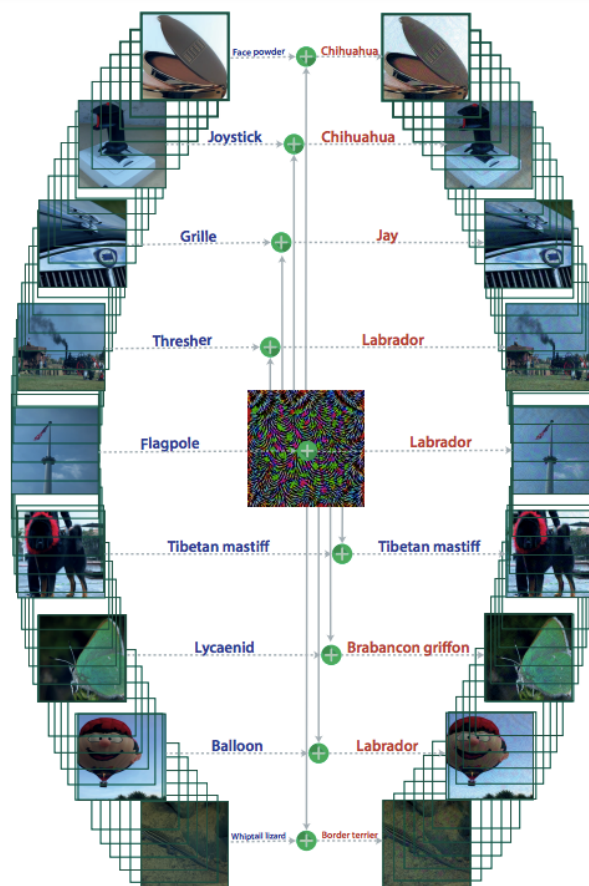 Face powder Chihuahua
Joystick Chihuahua
Grille Jay
Thresher Labrador
Flagpole Labrador
Tibetan mastiff Tibetan mastiff
Lycaenid Brabancon griffon
Balloon Labrador
Whiptail lizard Border terrier